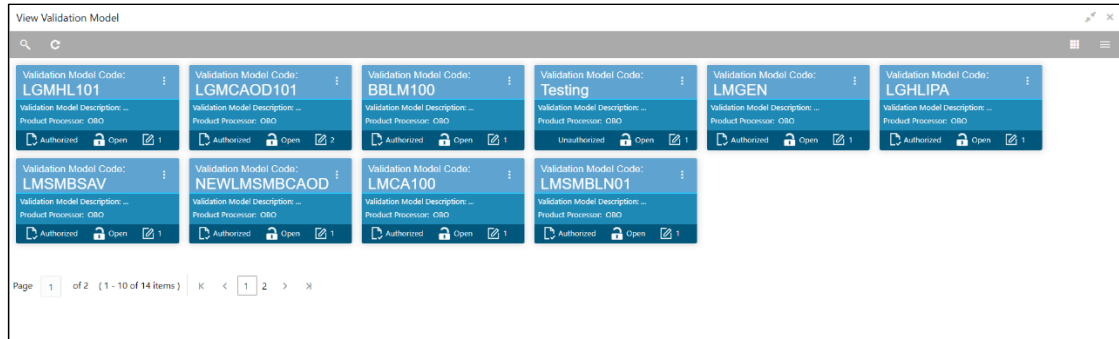 View Validation Model
Validation Model Code:
LGMHL101
Validation Model Description: ...
Product Processor: OBO
Authorized Open 1
Validation Model Code:
LGMCAOD101
Validation Model Description: ...
Product Processor: OBO
Authorized Open 2
Validation Model Code:
BBLM100
Validation Model Description: ...
Product Processor: OBO
Authorized Open 1
Validation Model Code:
Testing
Validation Model Description: ...
Product Processor: OBO
Unauthorized Open 1
Validation Model Code:
LMGEN
Validation Model Description: ...
Product Processor: OBO
Authorized Open 1
Validation Model Code:
LGHLIPA
Validation Model Description: ...
Product Processor: OBO
Authorized Open 1
Validation Model Code:
LMSMBSAV
Validation Model Description: ...
Product Processor: OBO
Authorized Open 1
Validation Model Code:
NEWLMSMBCAOD
Validation Model Description: ...
Product Processor: OBO
Authorized Open 1
Validation Model Code:
LMCA100
Validation Model Description: ...
Product Processor: OBO
Authorized Open 1
Validation Model Code:
LMSMBLN01
Validation Model Description: ...
Product Processor: OBO
Authorized Open 1
Page 1 of 2 ( 1 - 10 of 14 items ) 1 2